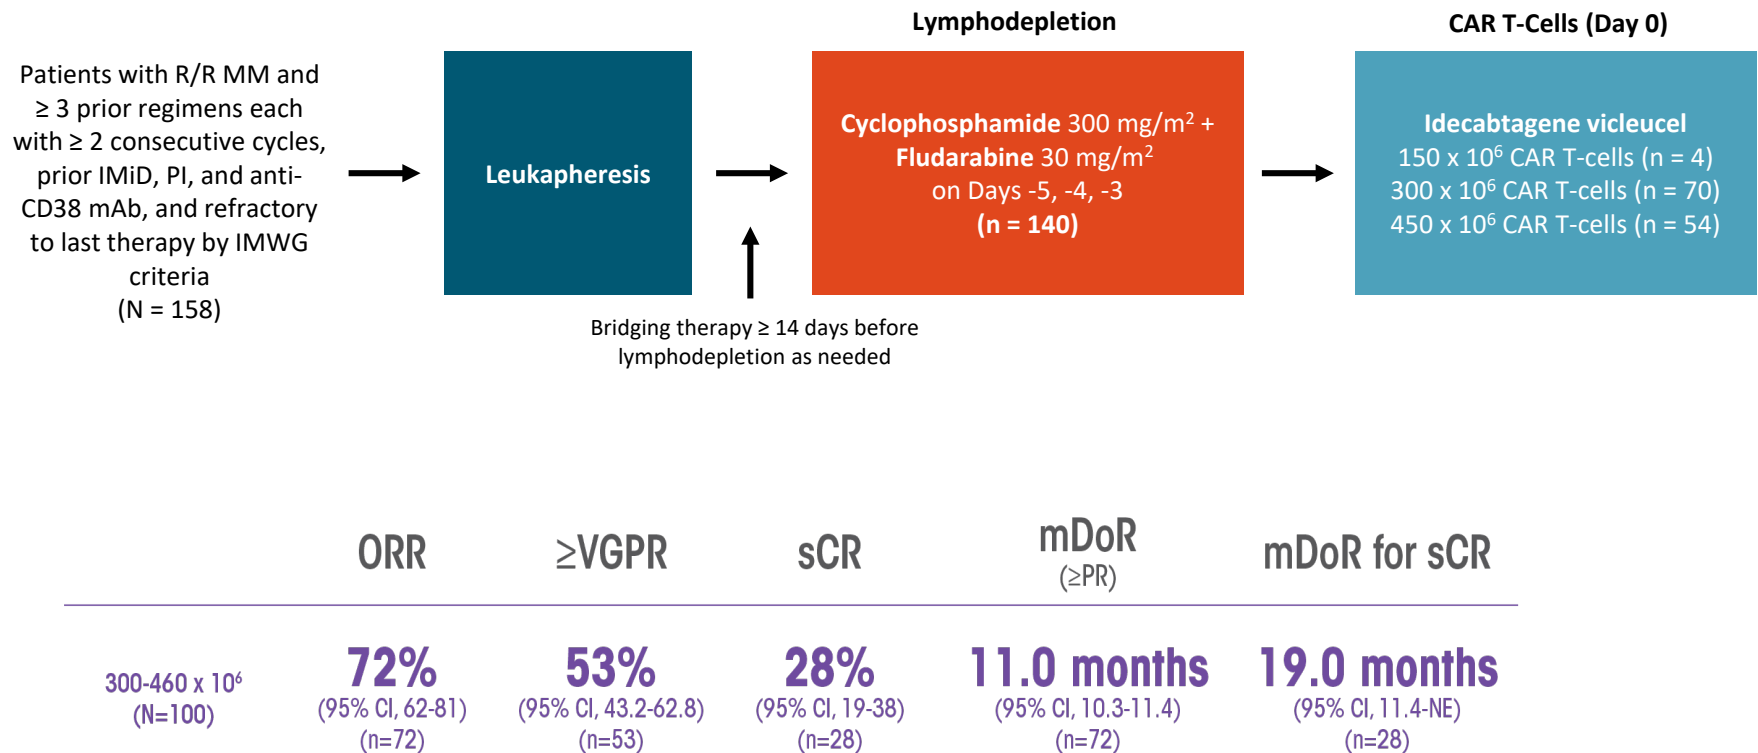 Patients with R/R MM and
≥ 3 prior regimens each
with ≥ 2 consecutive cycles,
prior IMiD, PI, and anti-
CD38 mAb, and refractory
to last therapy by IMWG
criteria
(N = 158)
Leukapheresis
Bridging therapy ≥ 14 days before
lymphodepletion as needed
Lymphodepletion
Cyclophosphamide 300 mg/m² +
Fludarabine 30 mg/m²
on Days -5, -4, -3
(n = 140)
CAR T-Cells (Day 0)
Idecabtagene vicleucel
150 x 10⁶ CAR T-cells (n = 4)
300 x 10⁶ CAR T-cells (n = 70)
450 x 10⁶ CAR T-cells (n = 54)
ORR ≥VGPR sCR mDoR (≥PR) mDoR for sCR
300-460 x 10⁶
(N=100)
72% 53% 28% 11.0 months 19.0 months
(95% CI, 62-81) (95% CI, 43.2-62.8) (95% CI, 19-38) (95% CI, 10.3-11.4) (95% CI, 11.4-NE)
(n=72) (n=53) (n=28) (n=72) (n=28)